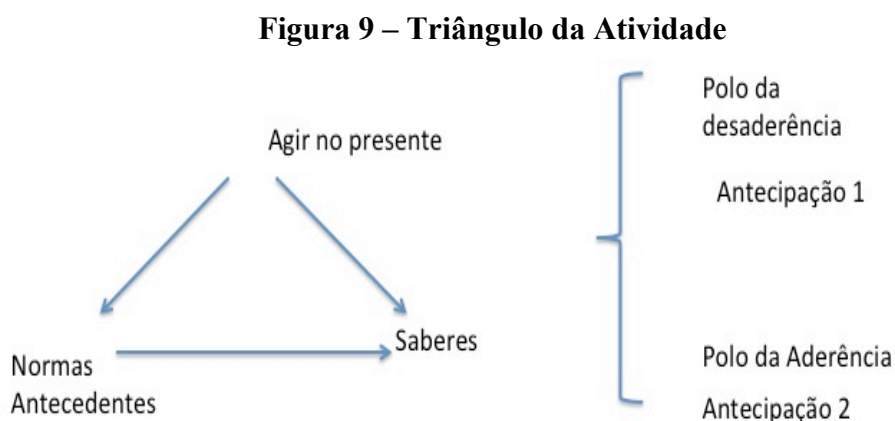 Figura 9 – Triângulo da Atividade
Agir no presente
Normas
Antecedentes
Saberes
Polo da
desaderência
Antecipação 1
Polo da Aderência
Antecipação 2